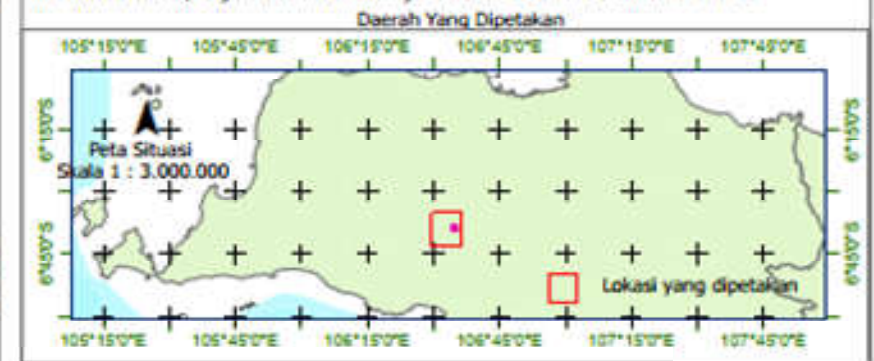 Daerah Yang Dipetakan
105°15'0"E 105°45'0"E 106°15'0"E 106°45'0"E 107°15'0"E 107°45'0"E
6°15'0"S 6°15'0"S
Peta Situasi
Skala 1 : 3.000.000
6°45'0"S 6°45'0"S
Lokasi yang dipetakan
105°15'0"E 105°45'0"E 106°15'0"E 106°45'0"E 107°15'0"E 107°45'0"E